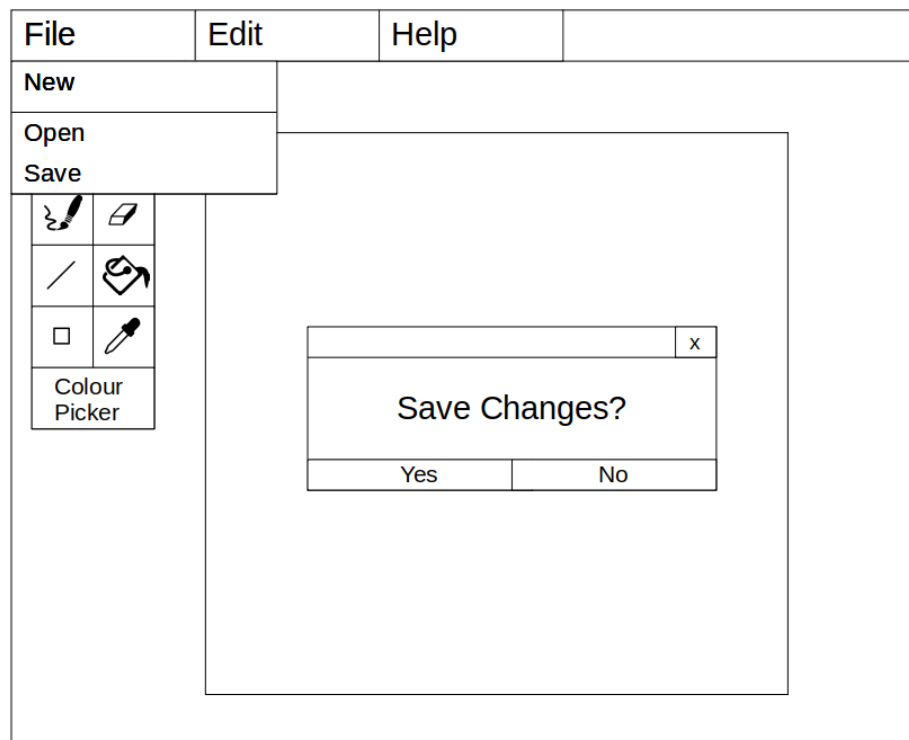 File Edit Help
New
Open
Save
Colour
Picker
x
Save Changes?
Yes No